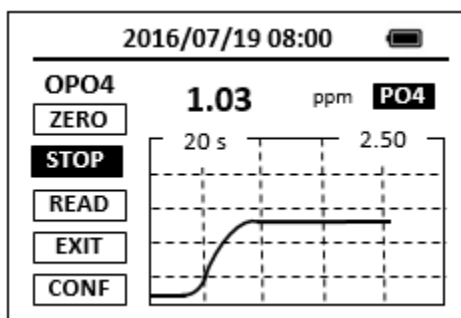 2016/07/19 08:00
OPO4
1.03 ppm PO4
ZERO
20 s 2.50
STOP
READ
EXIT
CONF